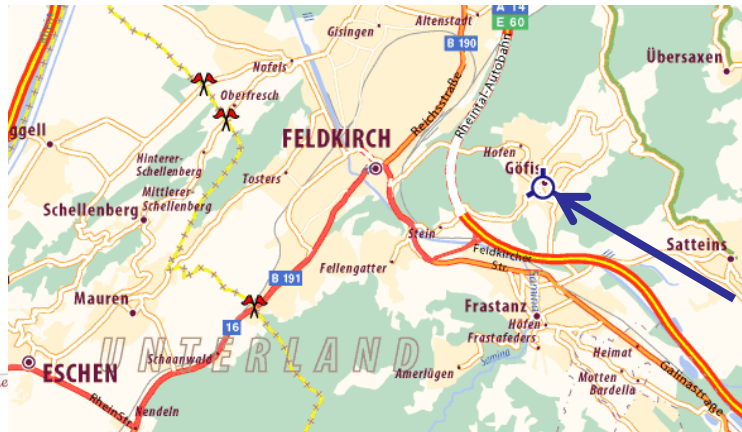 A 14
E 60
Altenstadt
Gisingen
B 190
Übersaxen
Nofels
Rheintal-Autobahn
Reichsstraße
Oberfresch
ggell
FELDKIRCH
Hofen
Göfis
Hinterer-
Schellenberg
Tosters
Mittlerer-
Schellenberg
Schellenberg
Stein
Satteins
Feldkircher
Str.
Fellengatter
B 191
Mauren
Frastanz
16
Höfen
UNTERLAND
Frastafeders
Schaanwald
Saming
Heimat
ESCHEN
Amerlügen
Motten
Bardella
Galinastraße
RheinStr.
Nendeln